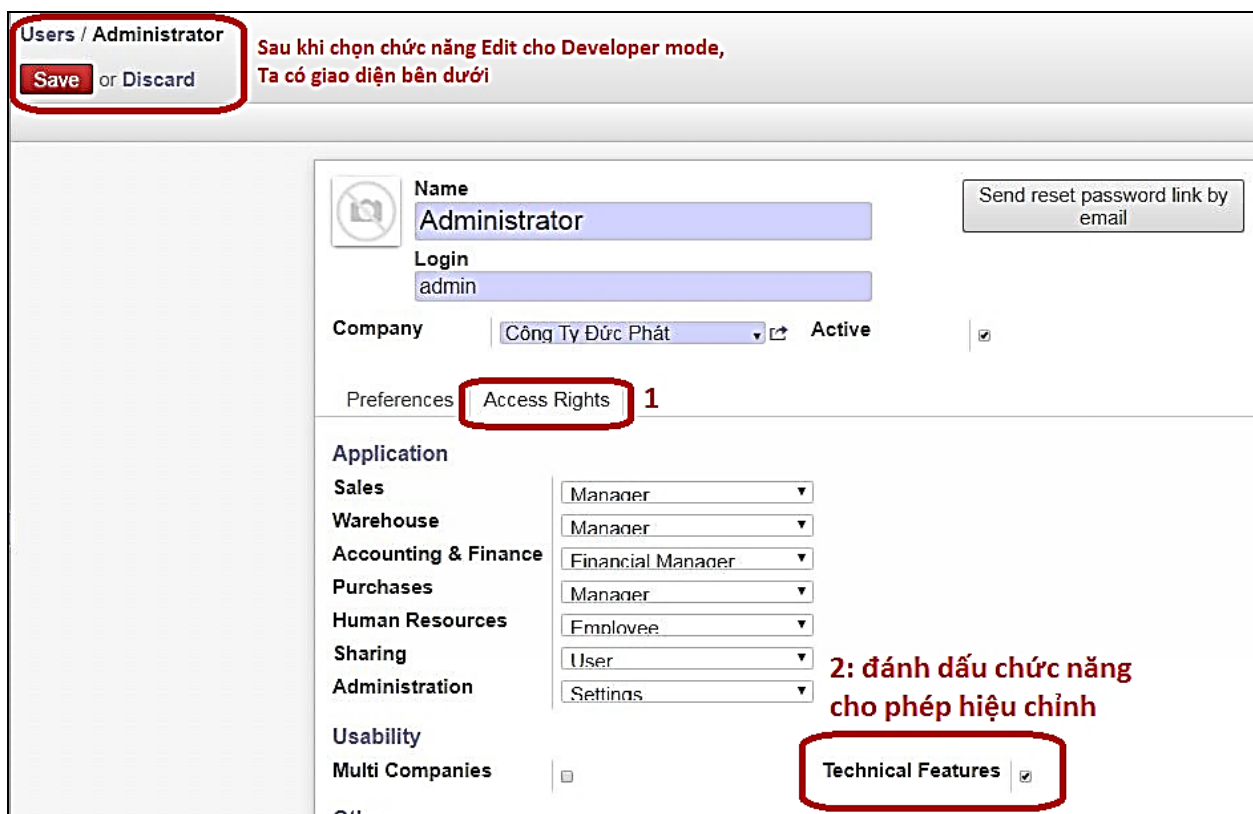 Users / Administrator
Save or Discard
Sau khi chọn chức năng Edit cho Developer mode,
Ta có giao diện bên dưới
Name
Administrator
Send reset password link by
email
Login
admin
Company Công Ty Đức Phát Active
Preferences Access Rights 1
Application
Sales Manager
Warehouse Manager
Accounting & Finance Financial Manager
Purchases Manager
Human Resources Employee
Sharing User
Administration Settings
2: đánh dấu chức năng
cho phép hiệu chỉnh
Usability
Multi Companies Technical Features